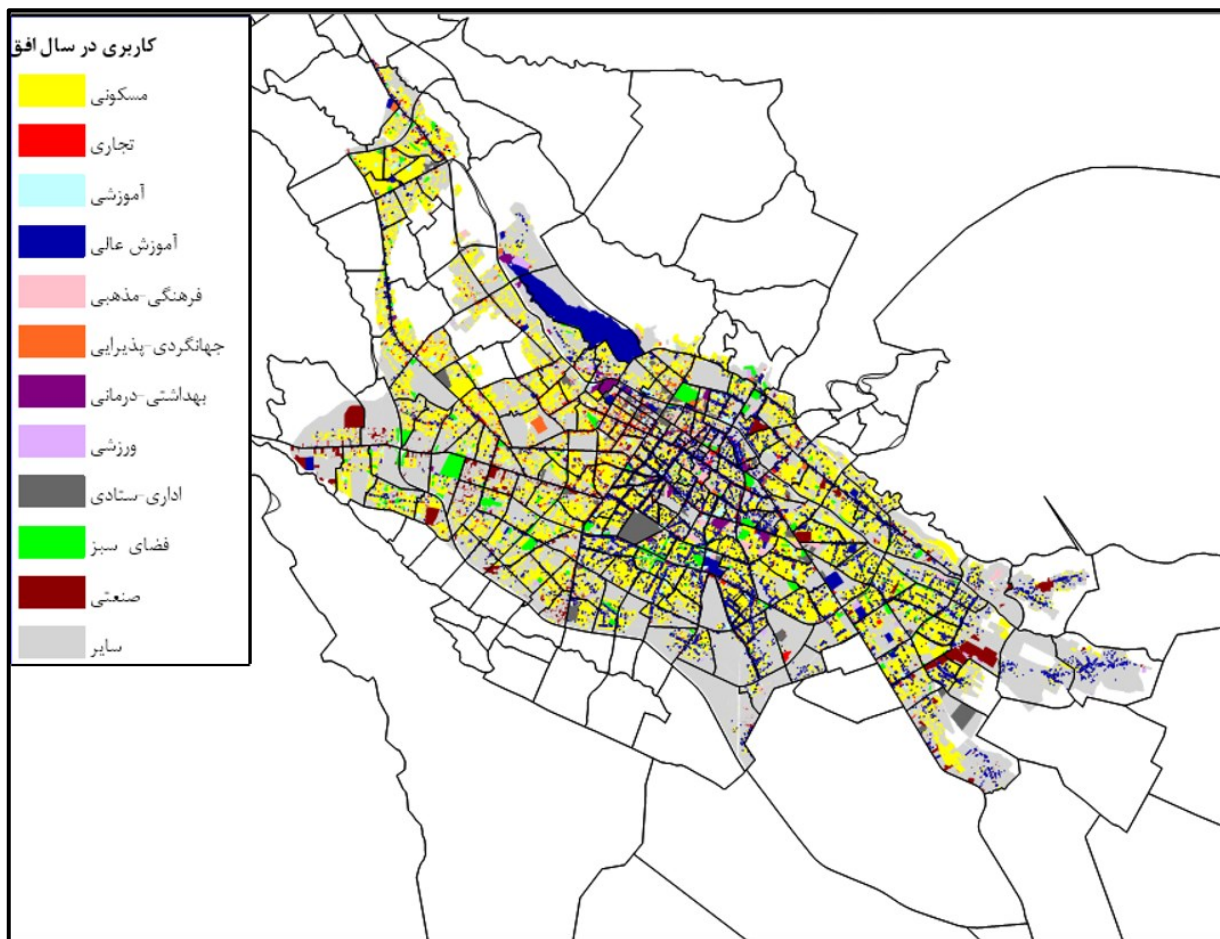 کاربری در سال افق
مسکونی
تجاری
آموزشی
آموزش عالی
فرهنگی-مذهبی
جهانگردی-پذیرایی
بهداشتی-درمانی
ورزشی
اداری-ستادی
فضای سبز
صنعتی
سایر